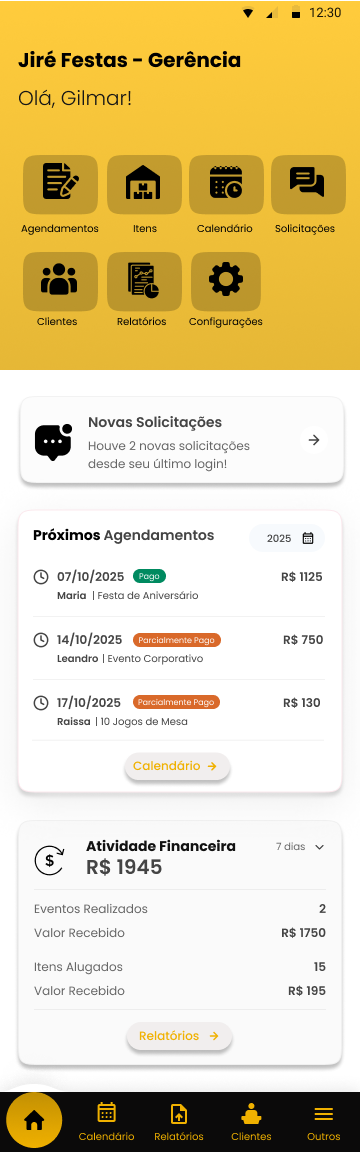 12:30
Jiré Festas - Gerência
Olá, Gilmar!
Agendamentos Itens Calendário Solicitações
Clientes Relatórios Configurações
Novas Solicitações
Houve 2 novas solicitações
desde seu último login!
Próximos Agendamentos 2025
07/10/2025 Pago R$ 1125
Maria | Festa de Aniversário
14/10/2025 Parcialmente Pago R$ 750
Leandro | Evento Corporativo
17/10/2025 Parcialmente Pago R$ 130
Raissa | 10 Jogos de Mesa
Calendário
Atividade Financeira 7 dias
R$ 1945
Eventos Realizados 2
Valor Recebido R$ 1750
Itens Alugados 15
Valor Recebido R$ 195
Relatórios
Calendário Relatórios Clientes Outros